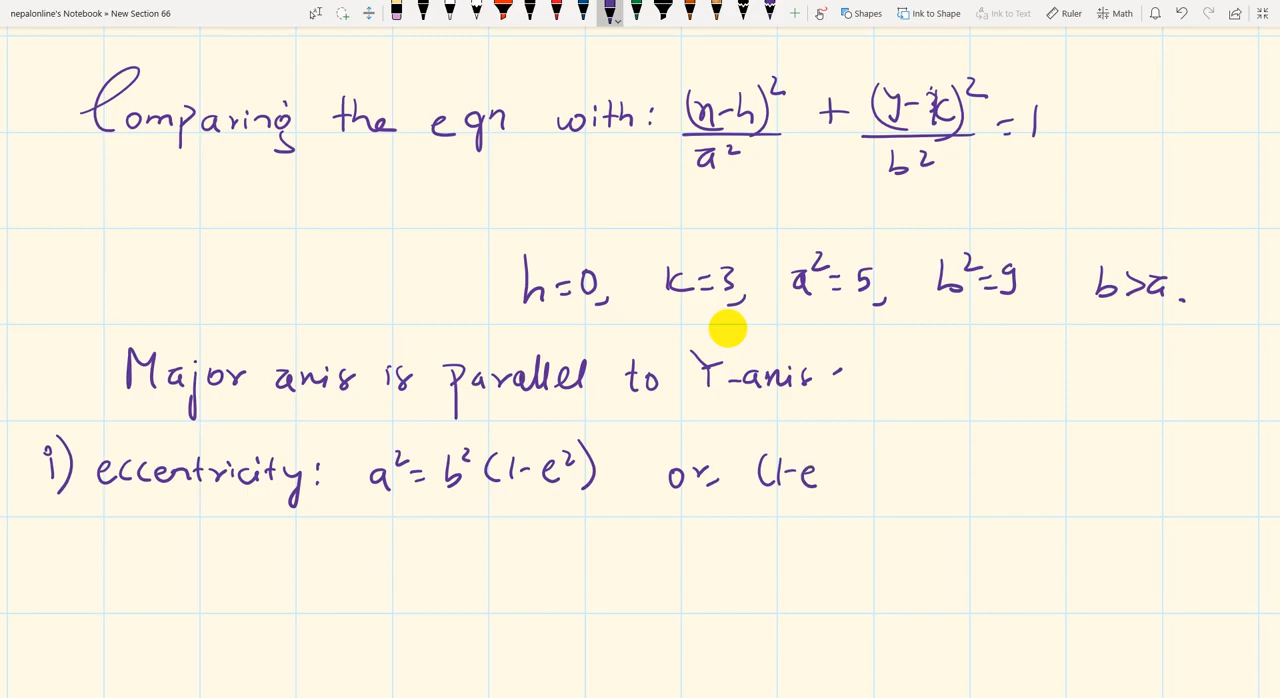 nepalonline's Notebook » New Section 66
Shapes Ink to Shape Ink to Text Ruler Math
Comparing the eqn with: (x-h)²/a² + (y-k)²/b² = 1
h=0, k=3, a²=5, b²=9 b>a.
Major axis is parallel to Y-axis.
i) eccentricity: a²= b² (1-e²) or, (1-e